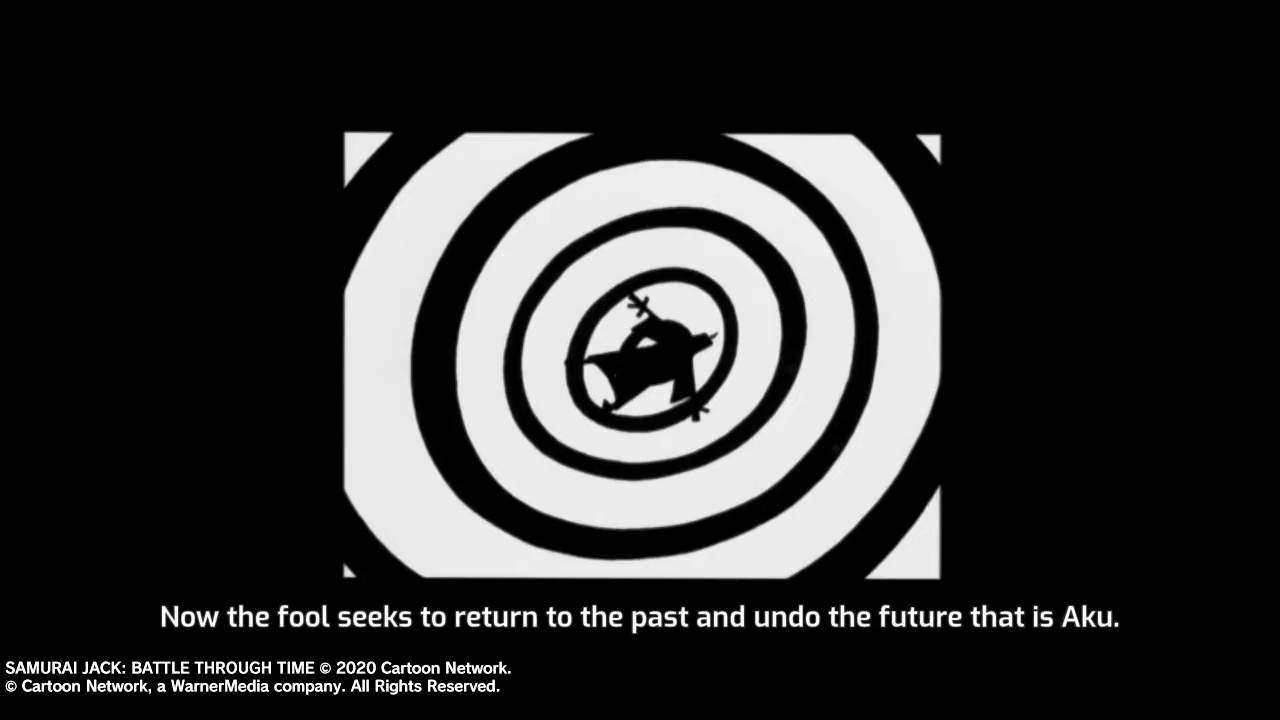 Now the fool seeks to return to the past and undo the future that is Aku.
SAMURAI JACK: BATTLE THROUGH TIME © 2020 Cartoon Network.
© Cartoon Network, a WarnerMedia company. All Rights Reserved.